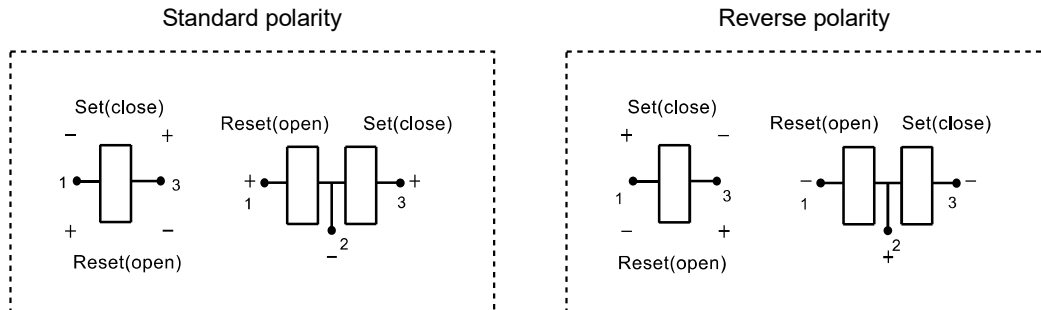 Standard polarity
Set(close)
− +
1 3
+ −
Reset(open)
Reset(open) Set(close)
+ +
1 3
2
−
Reverse polarity
Set(close)
+ −
1 3
− +
Reset(open)
Reset(open) Set(close)
− −
1 3
2
+